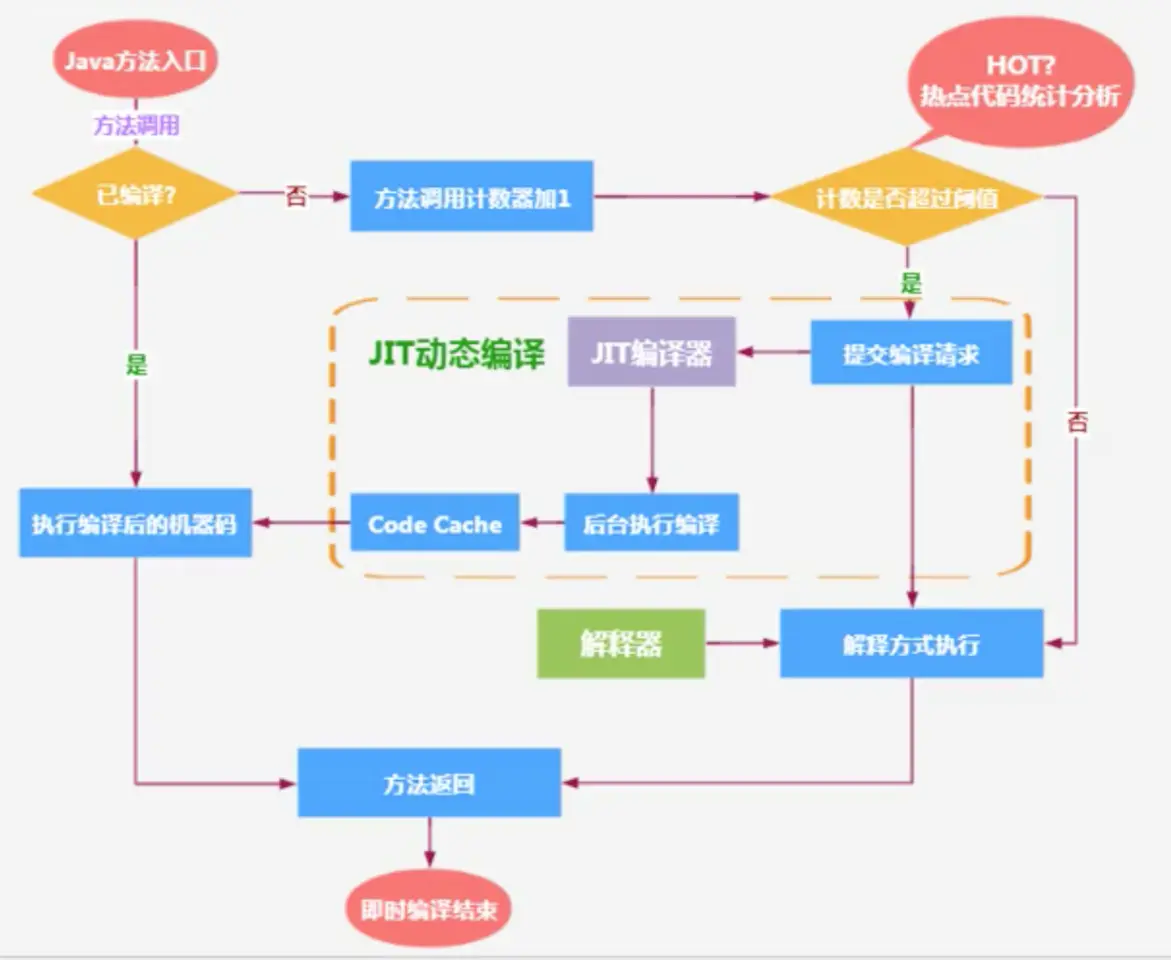 Java方法入口
HOT?
热点代码统计分析
方法调用
已编译?
否
方法调用计数器加1
计数是否超过阈值
是
JIT动态编译
JIT编译器
提交编译请求
是
否
执行编译后的机器码
Code Cache
后台执行编译
解释器
解释方式执行
方法返回
即时编译结束